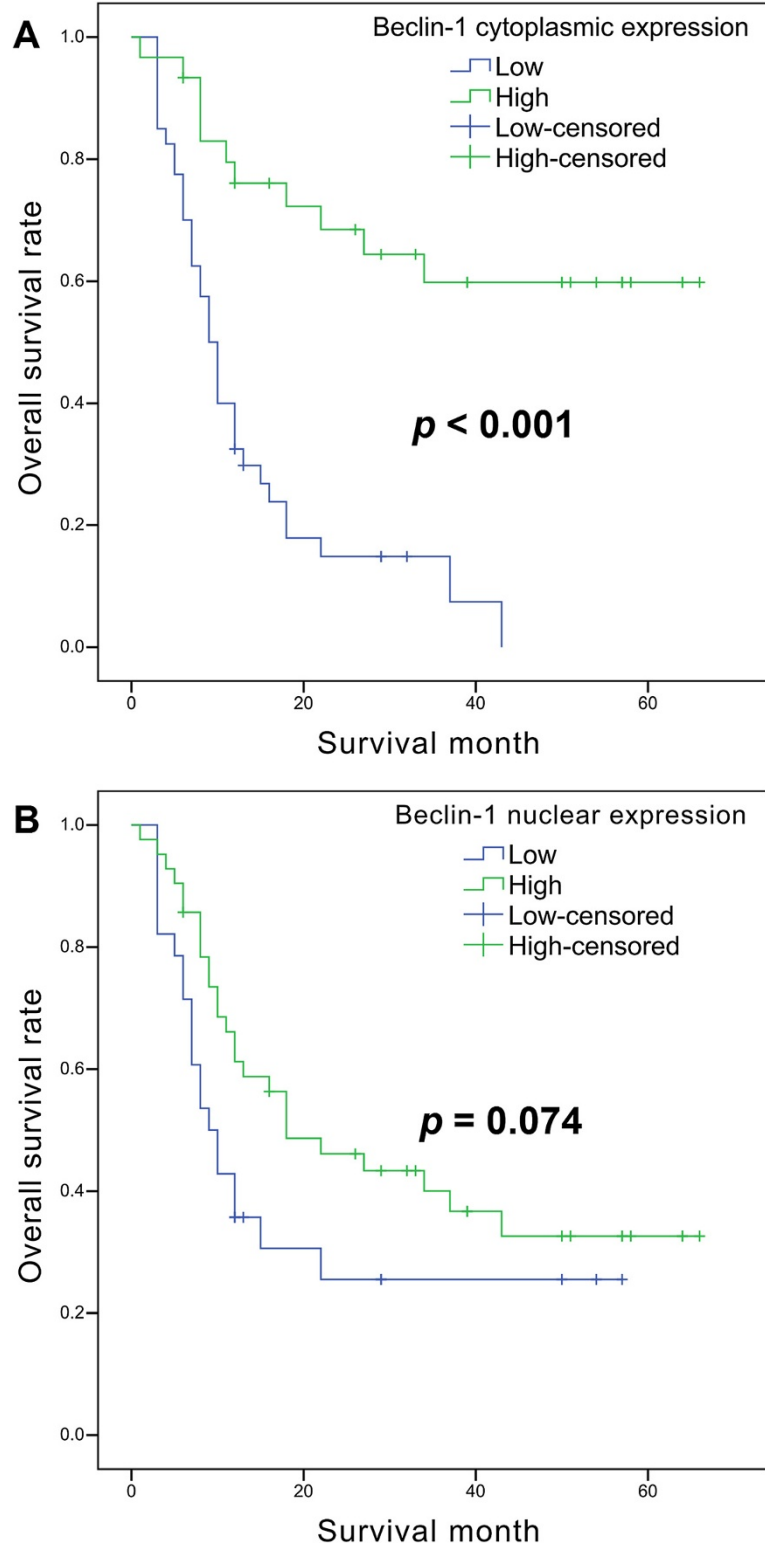 A
Beclin-1 cytoplasmic expression
Low
High
Low-censored
High-censored
1.0
0.8
0.6
0.4
0.2
0.0
Overall survival rate
p < 0.001
0 20 40 60
Survival month
B
Beclin-1 nuclear expression
Low
High
Low-censored
High-censored
1.0
0.8
0.6
0.4
0.2
0.0
Overall survival rate
p = 0.074
0 20 40 60
Survival month